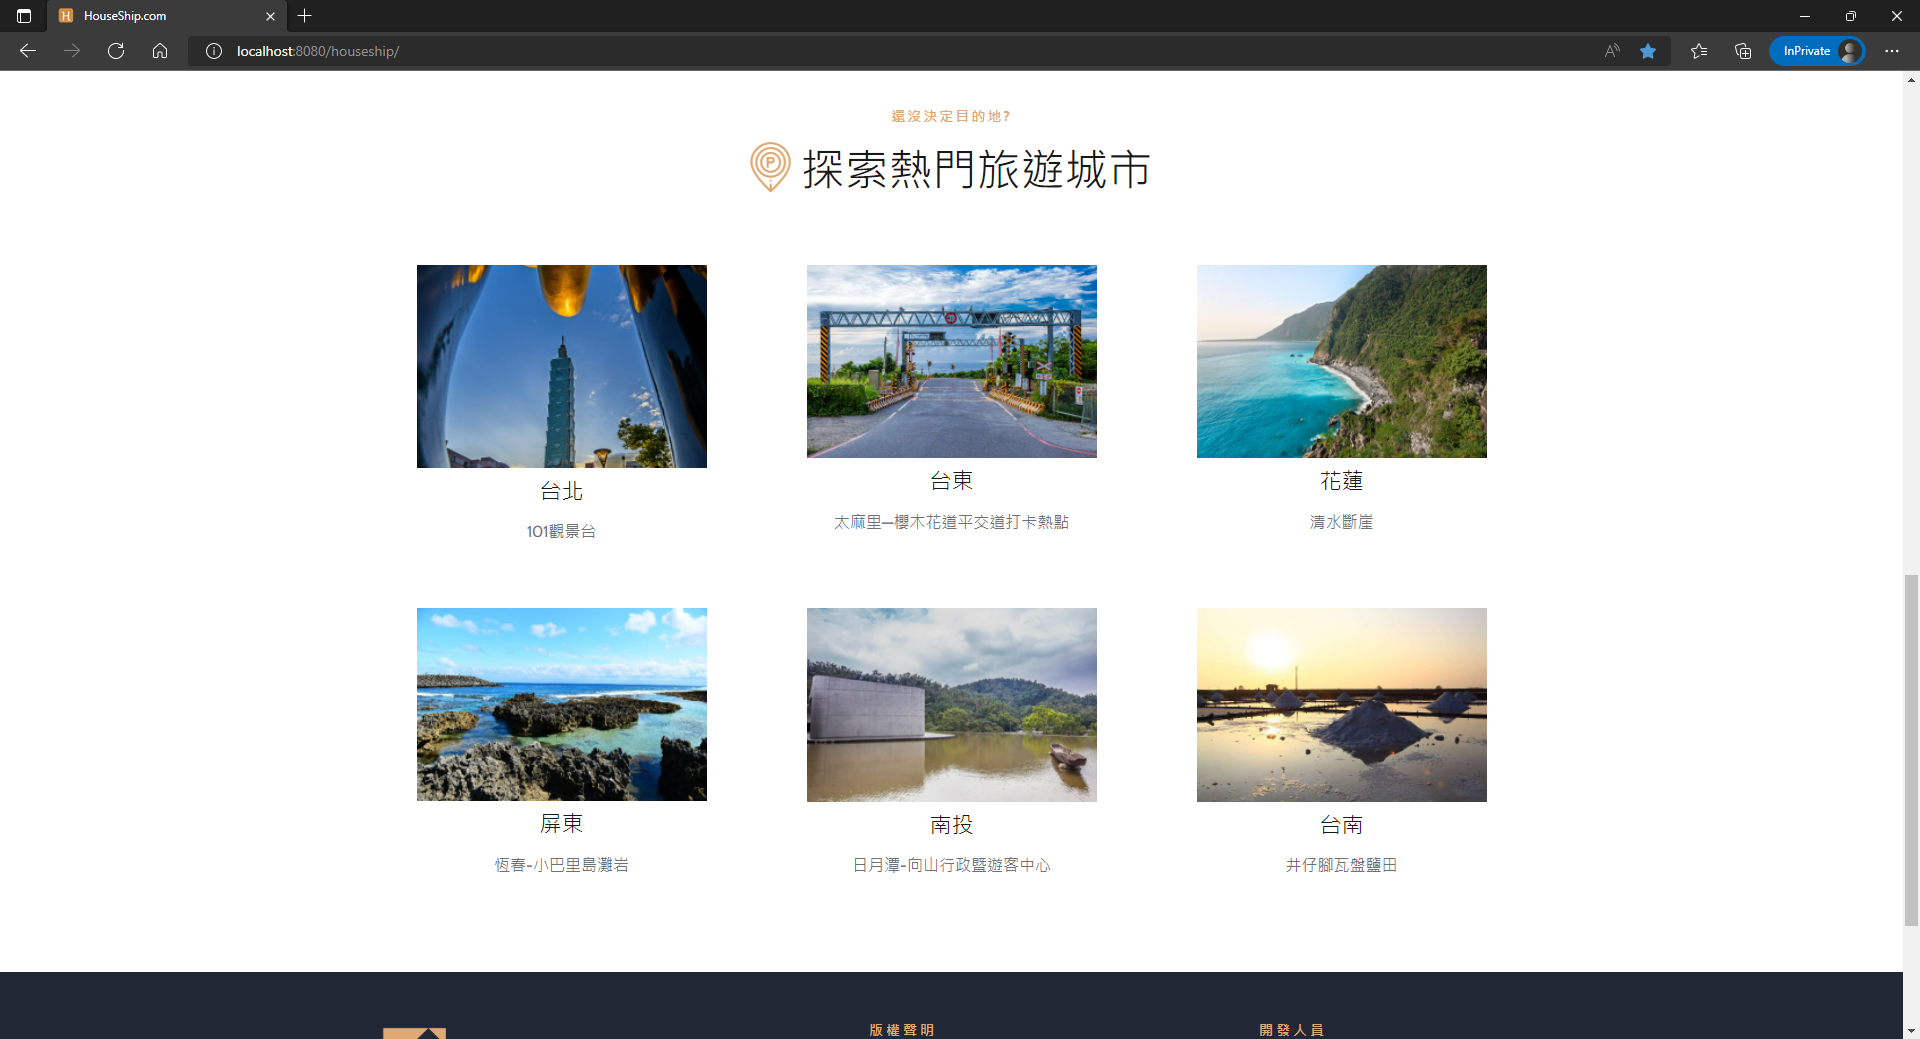 HouseShip.com
localhost:8080/houseship/
InPrivate
還沒決定目的地?
探索熱門旅遊城市
台北
101觀景台
台東
太麻里—櫻木花道平交道打卡熱點
花蓮
清水斷崖
屏東
恆春-小巴里島灘岩
南投
日月潭-向山行政暨遊客中心
台南
井仔腳瓦盤鹽田
版權聲明
開發人員